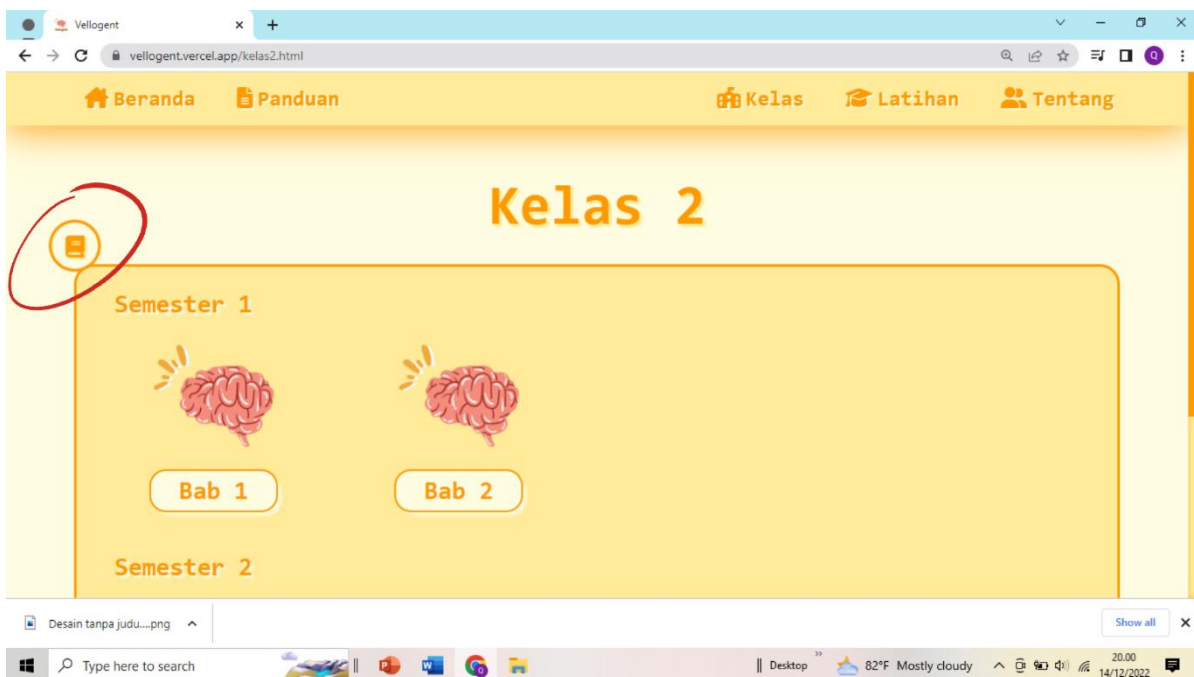 Vellogent
vellogent.vercel.app/kelas2.html
Q
Beranda Panduan Kelas Latihan Tentang
Kelas 2
Semester 1
Bab 1 Bab 2
Semester 2
Desain tanpa judu....png
Show all
Type here to search
Desktop
82°F Mostly cloudy
20.00
14/12/2022